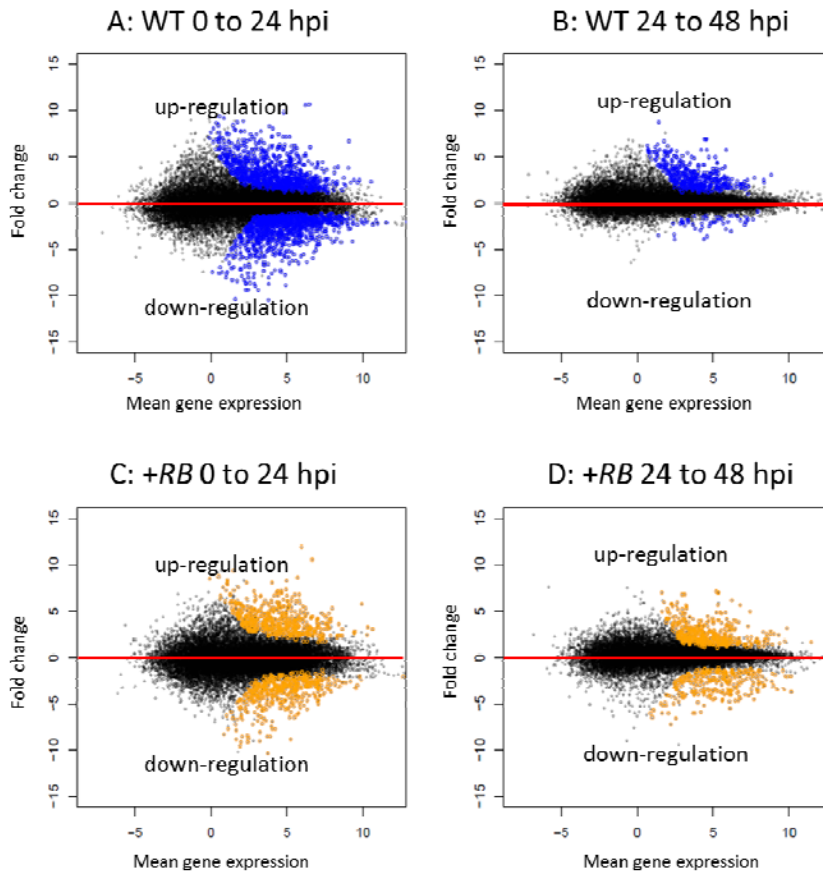 A: WT 0 to 24 hpi
15
10
5
0
−5
−10
−15
Fold change
up-regulation
down-regulation
−5
0
5
10
Mean gene expression
B: WT 24 to 48 hpi
15
10
5
0
−5
−10
−15
Fold change
up-regulation
down-regulation
−5
0
5
10
Mean gene expression
C: +RB 0 to 24 hpi
15
10
5
0
−5
−10
−15
Fold change
up-regulation
down-regulation
−5
0
5
10
Mean gene expression
D: +RB 24 to 48 hpi
15
10
5
0
−5
−10
−15
Fold change
up-regulation
down-regulation
−5
0
5
10
Mean gene expression